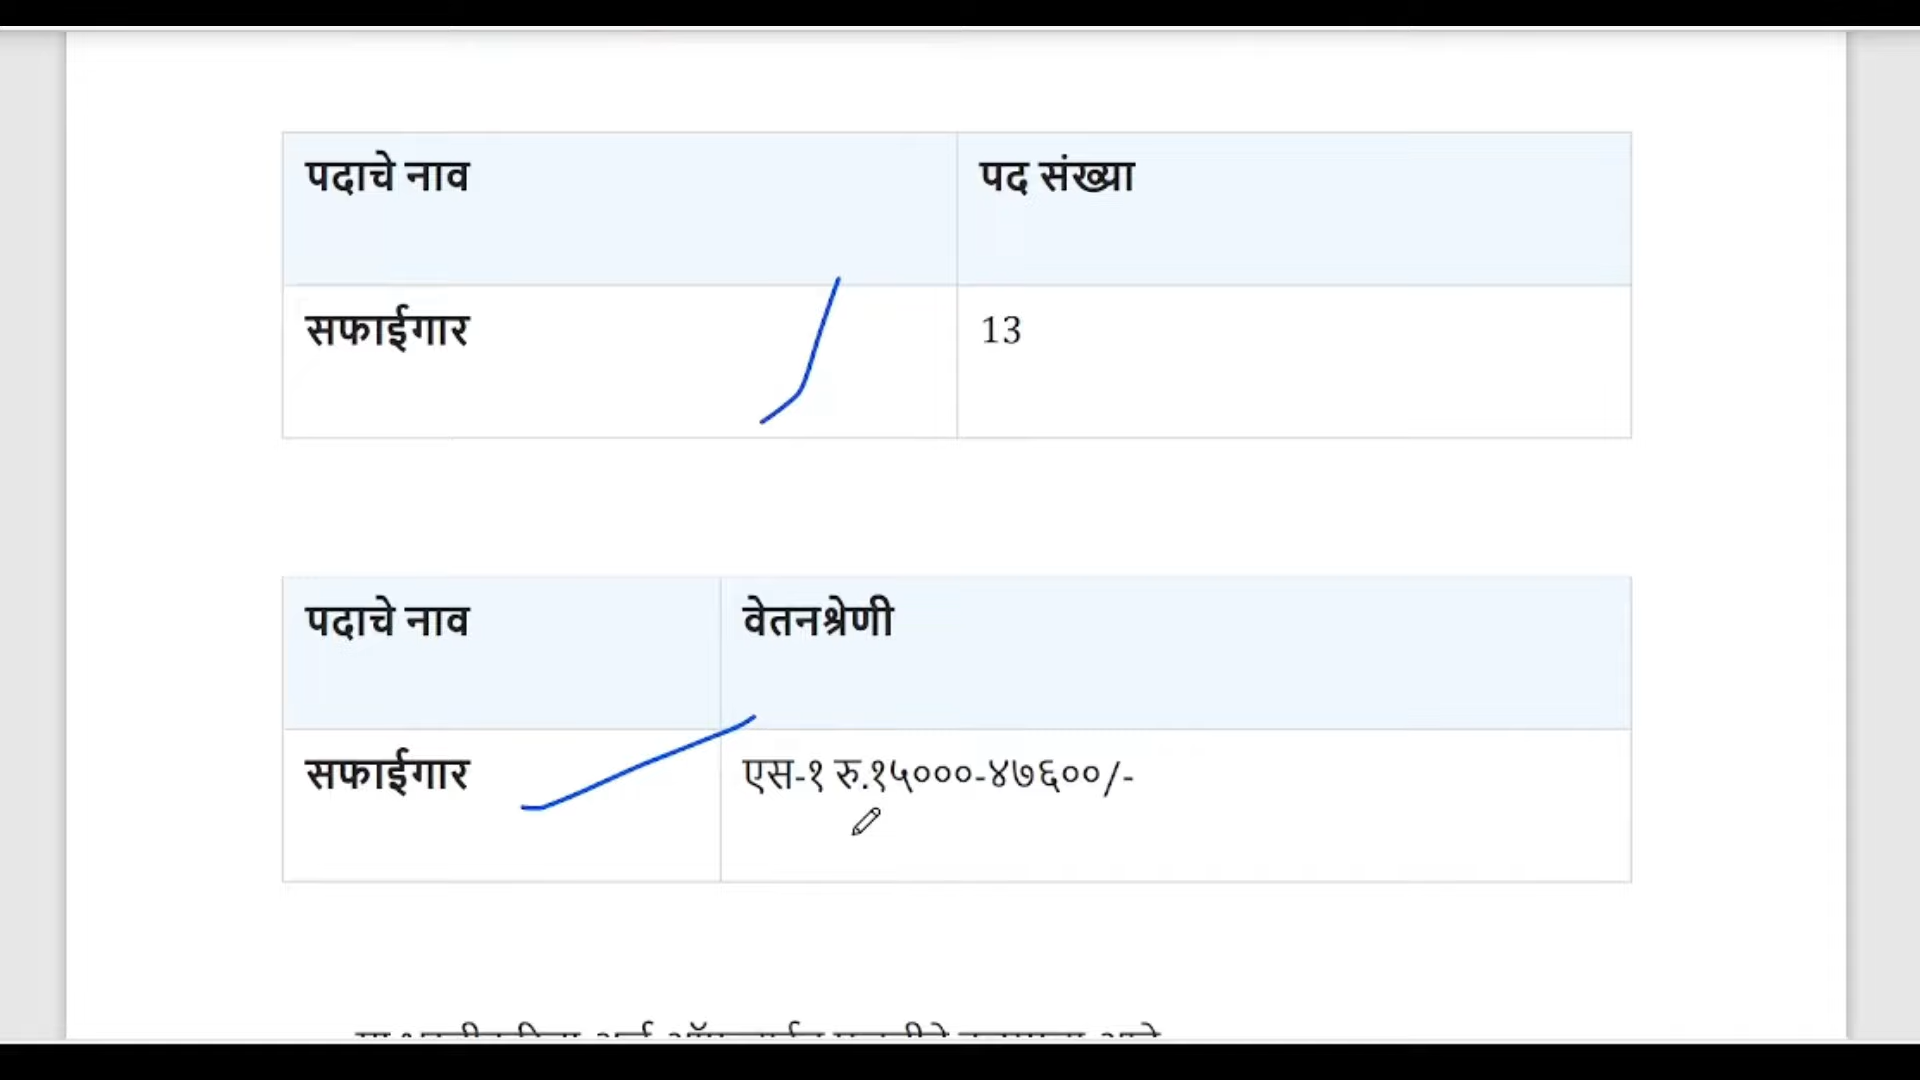 पदाचे नाव पद संख्या
सफाईगार 13
पदाचे नाव वेतनश्रेणी
सफाईगार एस-१ रु.१५०००-४७६००/-